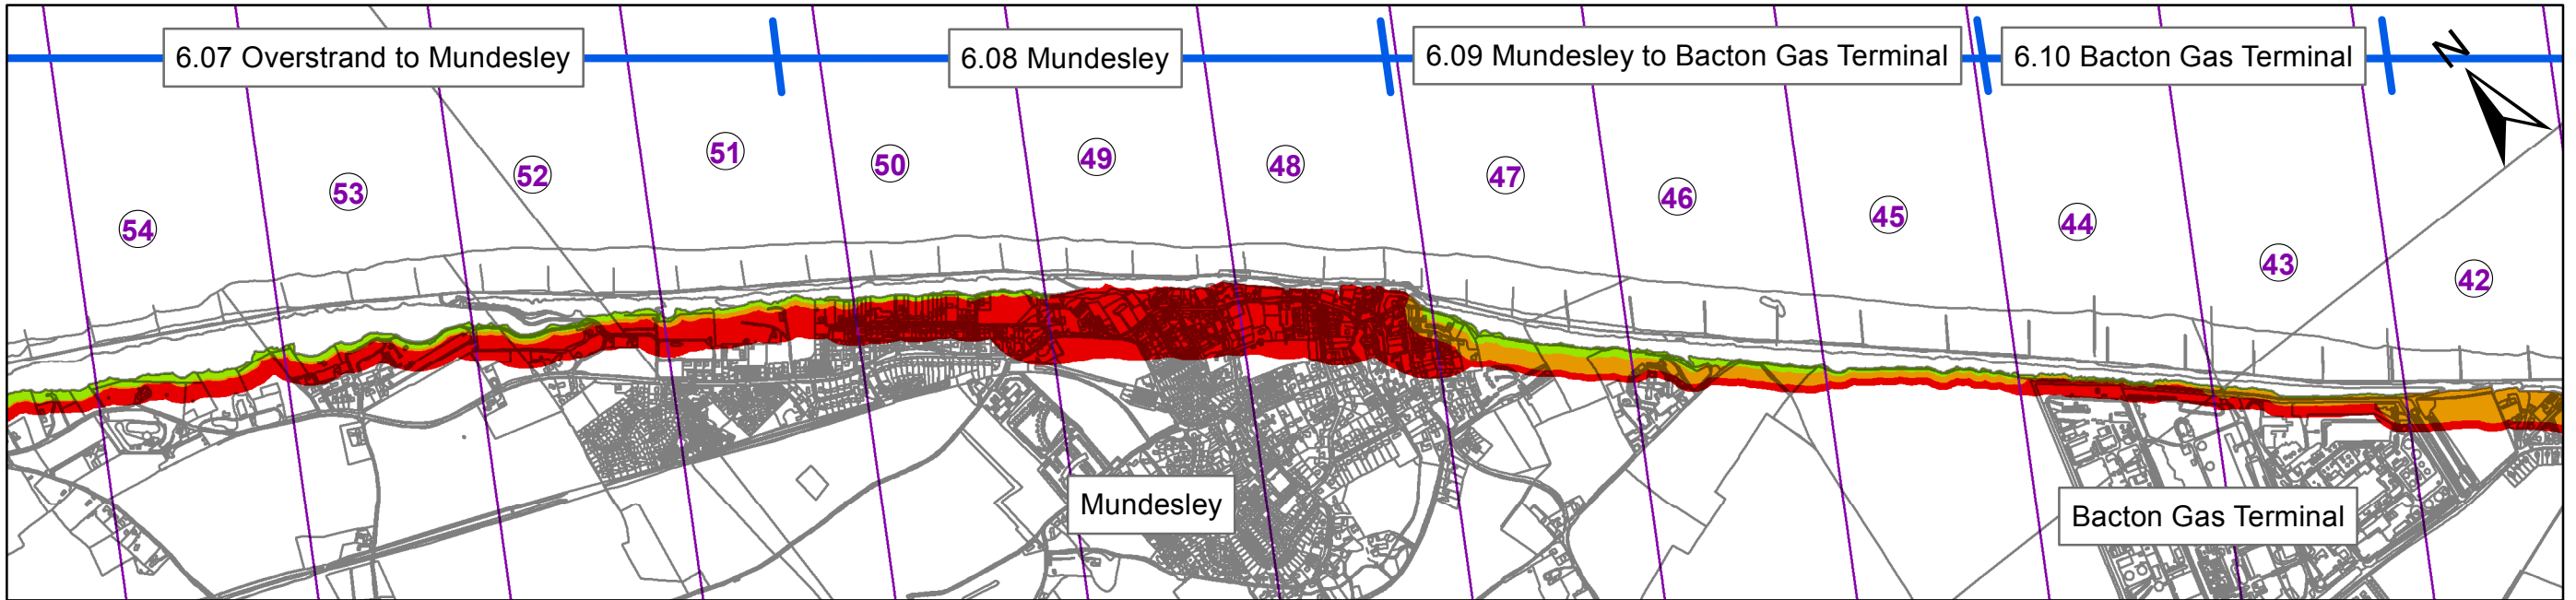 6.07 Overstrand to Mundesley
6.08 Mundesley
6.09 Mundesley to Bacton Gas Terminal
6.10 Bacton Gas Terminal
N
54
53
52
51
50
49
48
47
46
45
44
43
42
Mundesley
Bacton Gas Terminal